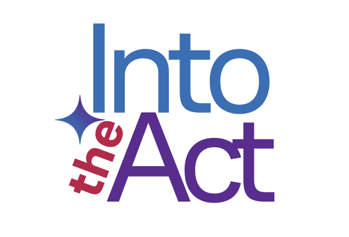 Into
the
Act